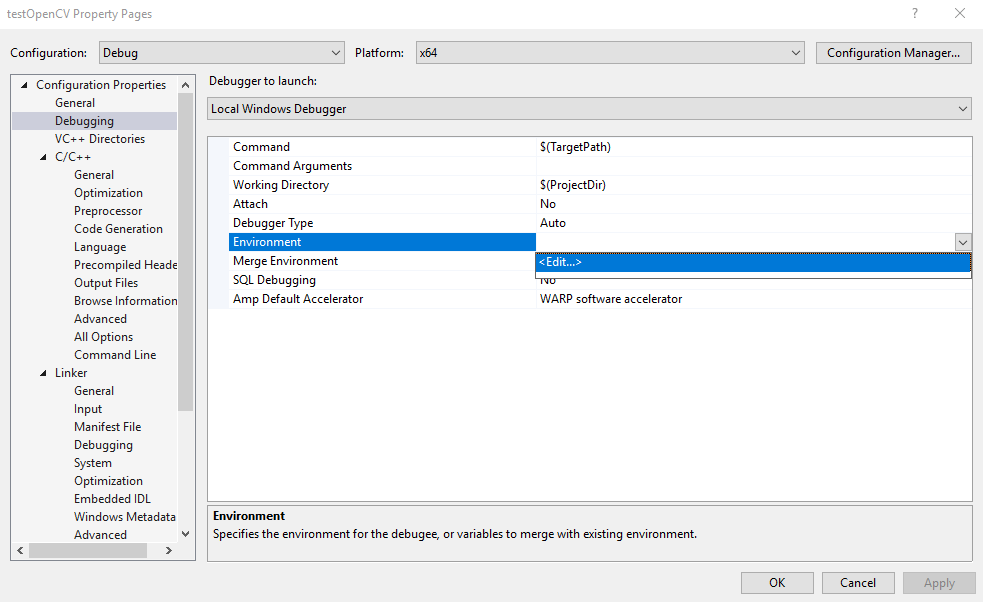 testOpenCV Property Pages
?
Configuration: Debug Platform: x64 Configuration Manager...
Configuration Properties
General
Debugging
VC++ Directories
C/C++
General
Optimization
Preprocessor
Code Generation
Language
Precompiled Heade
Output Files
Browse Information
Advanced
All Options
Command Line
Linker
General
Input
Manifest File
Debugging
System
Optimization
Embedded IDL
Windows Metadata
Advanced
Debugger to launch:
Local Windows Debugger
Command $(TargetPath)
Command Arguments
Working Directory $(ProjectDir)
Attach No
Debugger Type Auto
Environment
Merge Environment <Edit...>
SQL Debugging No
Amp Default Accelerator WARP software accelerator
Environment
Specifies the environment for the debugee, or variables to merge with existing environment.
OK Cancel Apply